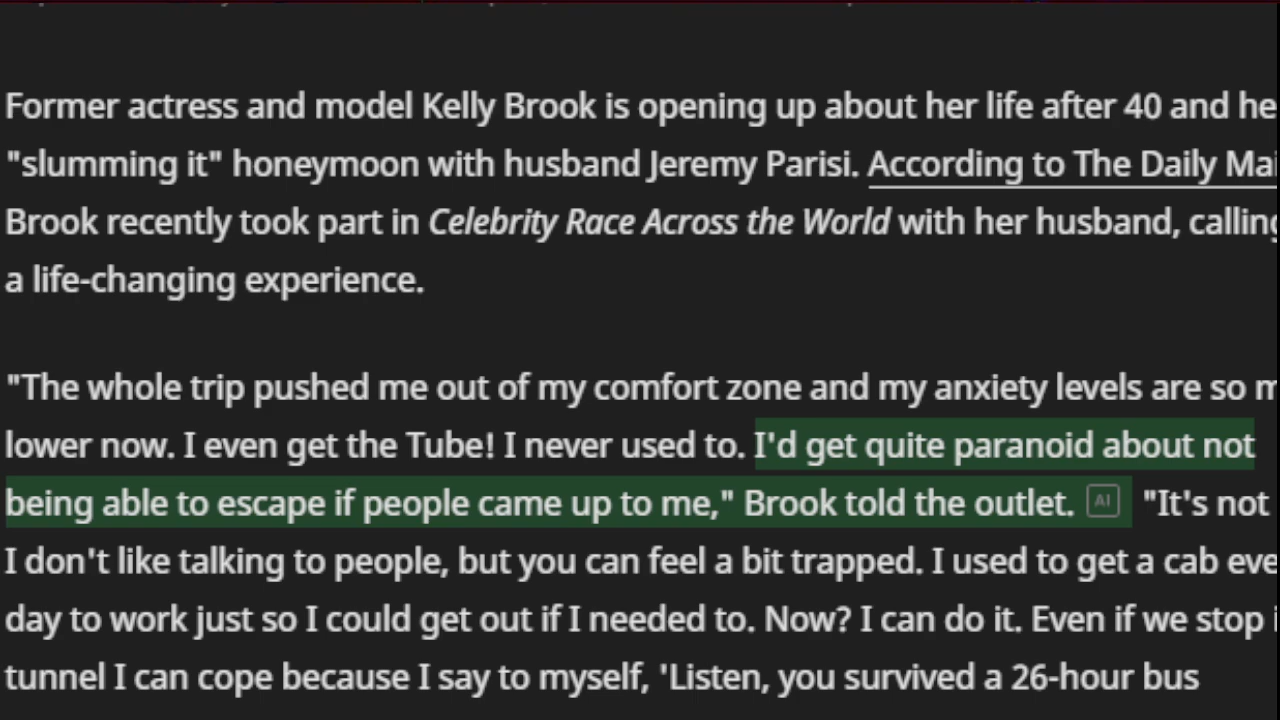 Former actress and model Kelly Brook is opening up about her life after 40 and he
"slumming it" honeymoon with husband Jeremy Parisi. According to The Daily Mai
Brook recently took part in Celebrity Race Across the World with her husband, calling
a life-changing experience.
"The whole trip pushed me out of my comfort zone and my anxiety levels are so m
lower now. I even get the Tube! I never used to. I'd get quite paranoid about not
being able to escape if people came up to me," Brook told the outlet. AI "It's not
I don't like talking to people, but you can feel a bit trapped. I used to get a cab eve
day to work just so I could get out if I needed to. Now? I can do it. Even if we stop i
tunnel I can cope because I say to myself, 'Listen, you survived a 26-hour bus